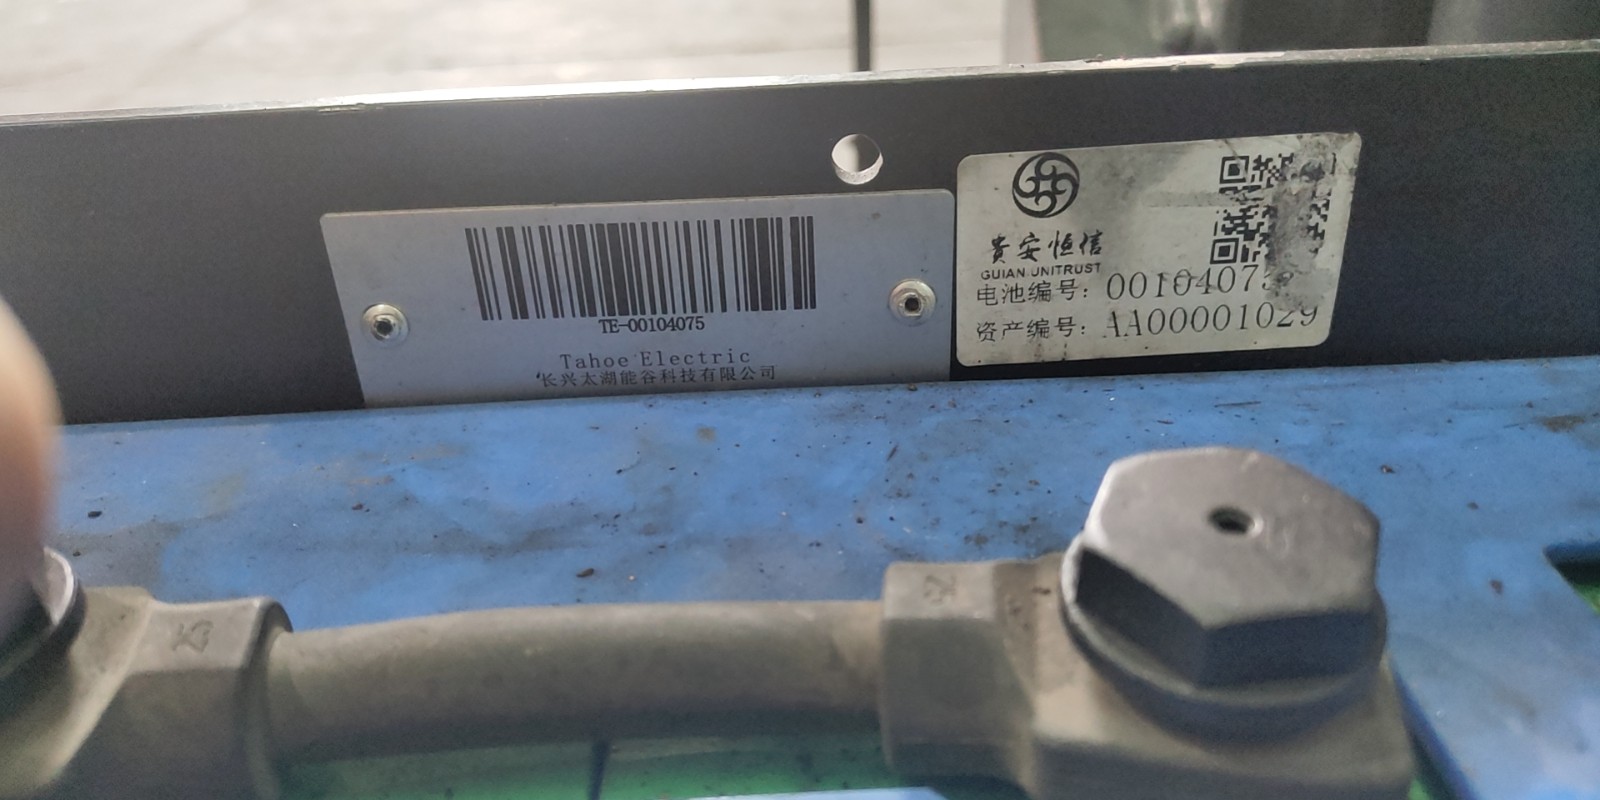 TE-00104075
Tahoe Electric
长兴太湖能谷科技有限公司
贵安恒信
GUIAN UNITRUST
电池编号：00104075
资产编号：AA00001029